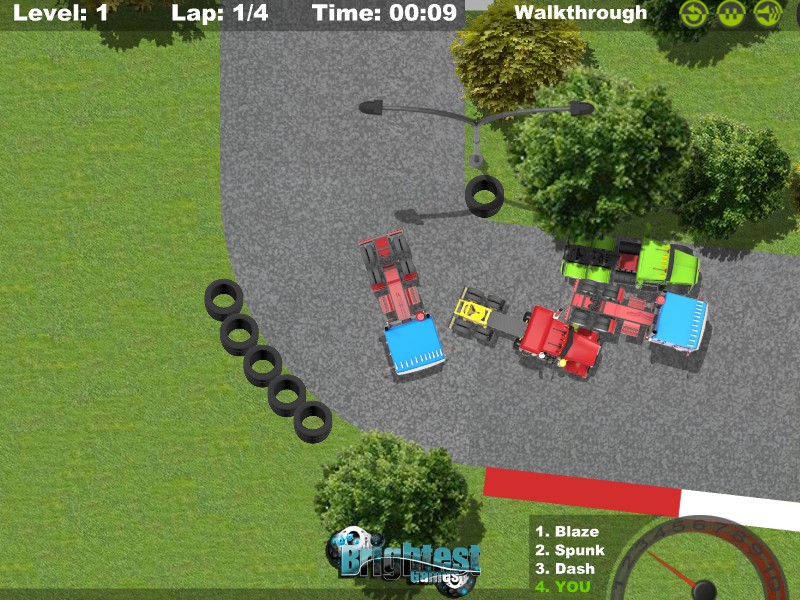 Level: 1 Lap: 1/4 Time: 00:09 Walkthrough
1. Blaze
2. Spunk
3. Dash
4. YOU
Brightest
Games